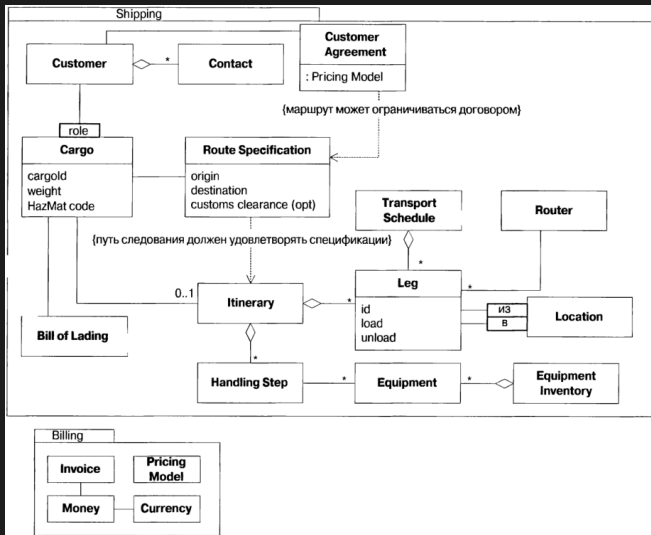 Shipping
Customer
Contact
*
Customer
Agreement
: Pricing Model
{маршрут может ограничиваться договором}
role
Cargo
cargoId
weight
HazMat code
Route Specification
origin
destination
customs clearance (opt)
Transport
Schedule
Router
{путь следования должен удовлетворять спецификации}
*
0..1
Itinerary
*
Leg
id
load
unload
*
из
в
Location
Bill of Lading
*
Handling Step
*
Equipment
*
Equipment
Inventory
Billing
Invoice
Pricing
Model
Money
Currency